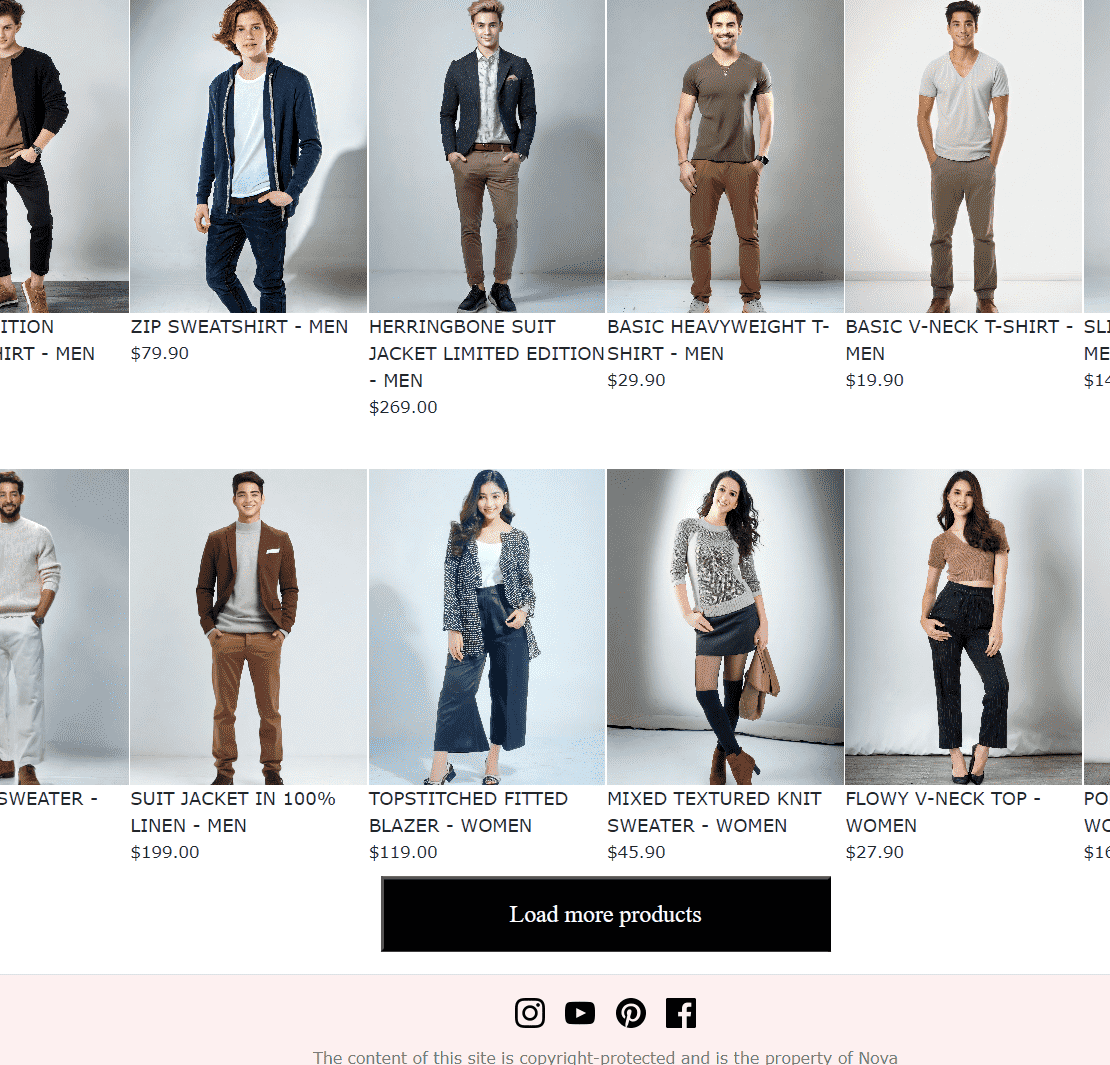 ITION
HIRT - MEN
ZIP SWEATSHIRT - MEN
$79.90
HERRINGBONE SUIT
JACKET LIMITED EDITION
- MEN
$269.00
BASIC HEAVYWEIGHT T-
SHIRT - MEN
$29.90
BASIC V-NECK T-SHIRT -
MEN
$19.90
SLI
ME
$14
SWEATER -
SUIT JACKET IN 100%
LINEN - MEN
$199.00
TOPSTITCHED FITTED
BLAZER - WOMEN
$119.00
MIXED TEXTURED KNIT
SWEATER - WOMEN
$45.90
FLOWY V-NECK TOP -
WOMEN
$27.90
PO
WO
$16
Load more products
The content of this site is copyright-protected and is the property of Nova